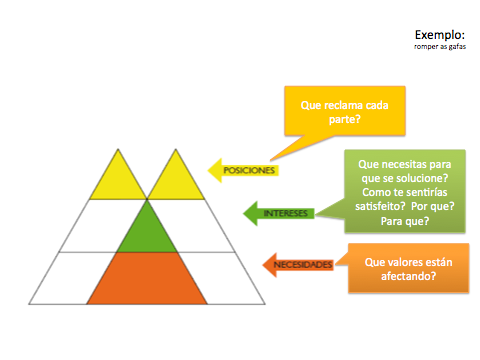 Exemplo:
romper as gafas
Que reclama cada
parte?
POSICIONES
Que necesitas para
que se solucione?
Como te sentirías
satisfeito? Por que?
Para que?
INTERESES
Que valores están
afectando?
NECESIDADES